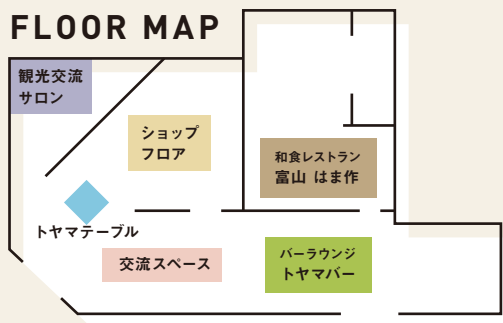 FLOOR MAP
観光交流
サロン
ショップ
フロア
和食レストラン
富山 はま作
トヤマテーブル
交流スペース
バーラウンジ
トヤマバー